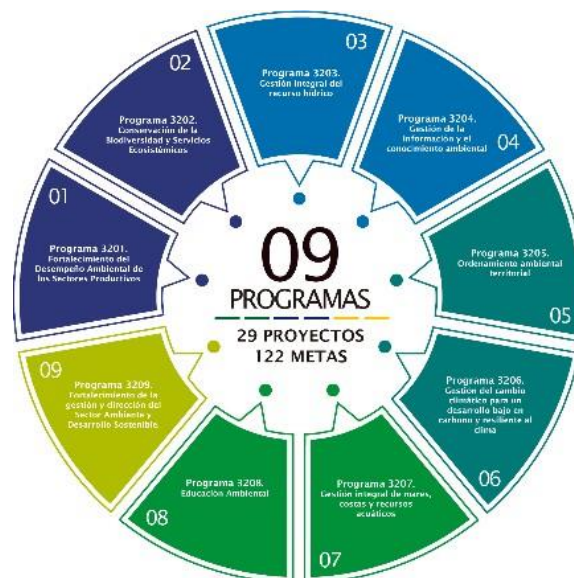 01
Programa 3201.
Fortalecimiento del
Desempeño Ambiental de
los Sectores Productivos
02
Programa 3202.
Conservación de la
Biodiversidad y Servicios
Ecosistémicos
03
Programa 3203.
Gestión integral del
recurso hídrico
Programa 3204.
Gestión de la
información y el
conocimiento ambiental
04
Programa 3205.
Ordenamiento ambiental
territorial
05
Programa 3206.
Gestión del cambio
climático para un
desarrollo bajo en
carbono y resiliente al
clima
06
Programa 3207.
Gestión integral de mares,
costas y recursos
acuáticos
07
Programa 3208.
Educación Ambiental
08
09
Programa 3209.
Fortalecimiento de la
gestión y dirección del
Sector Ambiente y
Desarrollo Sostenible
09
PROGRAMAS
29 PROYECTOS
122 METAS